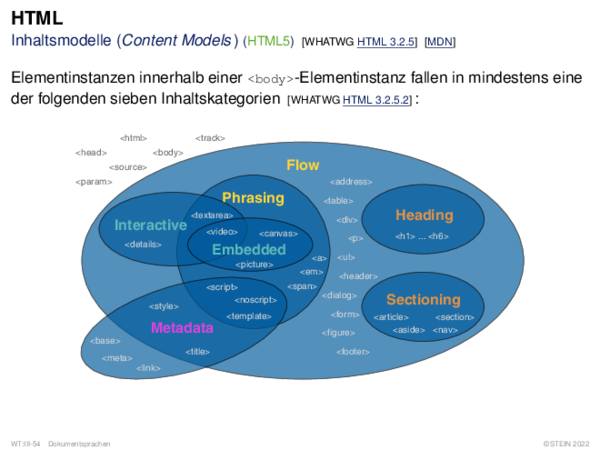 HTML
Inhaltsmodelle (Content Models) (HTML5) [WHATWG HTML 3.2.5] [MDN]
Elementinstanzen innerhalb einer <body>-Elementinstanz fallen in mindestens eine
der folgenden sieben Inhaltskategorien [WHATWG HTML 3.2.5.2] :
<html> <track>
<head> <body>
<source>
<param>
Flow
Phrasing
Interactive
<textarea>
<video> <canvas>
<details>
Embedded
<picture>
<a>
<em>
<span>
<script>
<noscript>
<template>
<style>
Metadata
<base>
<meta>
<link>
<title>
<address>
<table>
<div>
<p>
<ul>
<header>
<dialog>
<form>
<figure>
<footer>
Heading
<h1> ... <h6>
Sectioning
<article> <section>
<aside> <nav>
WT:III-54 Dokumentsprachen ©STEIN 2022